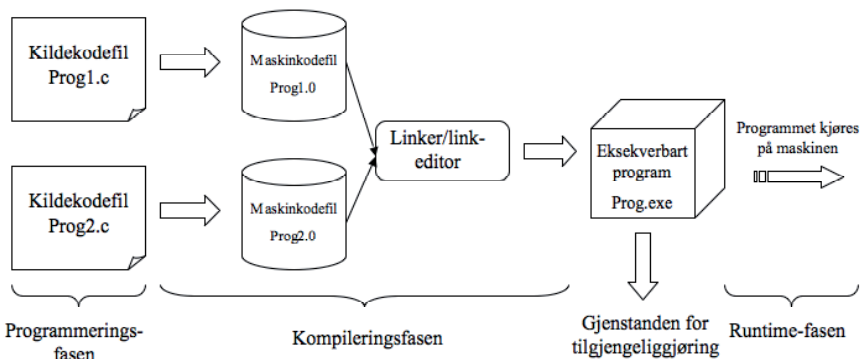 Kildekodefil
Prog1.c
Maskinkodefil
Prog1.0
Linker/link-
editor
Eksekverbart
program
Prog.exe
Programmet kjøres
på maskinen
Kildekodefil
Prog2.c
Maskinkodefil
Prog2.0
Programmerings-
fasen
Kompileringsfasen
Gjenstanden for
tilgjengeliggjøring
Runtime-fasen